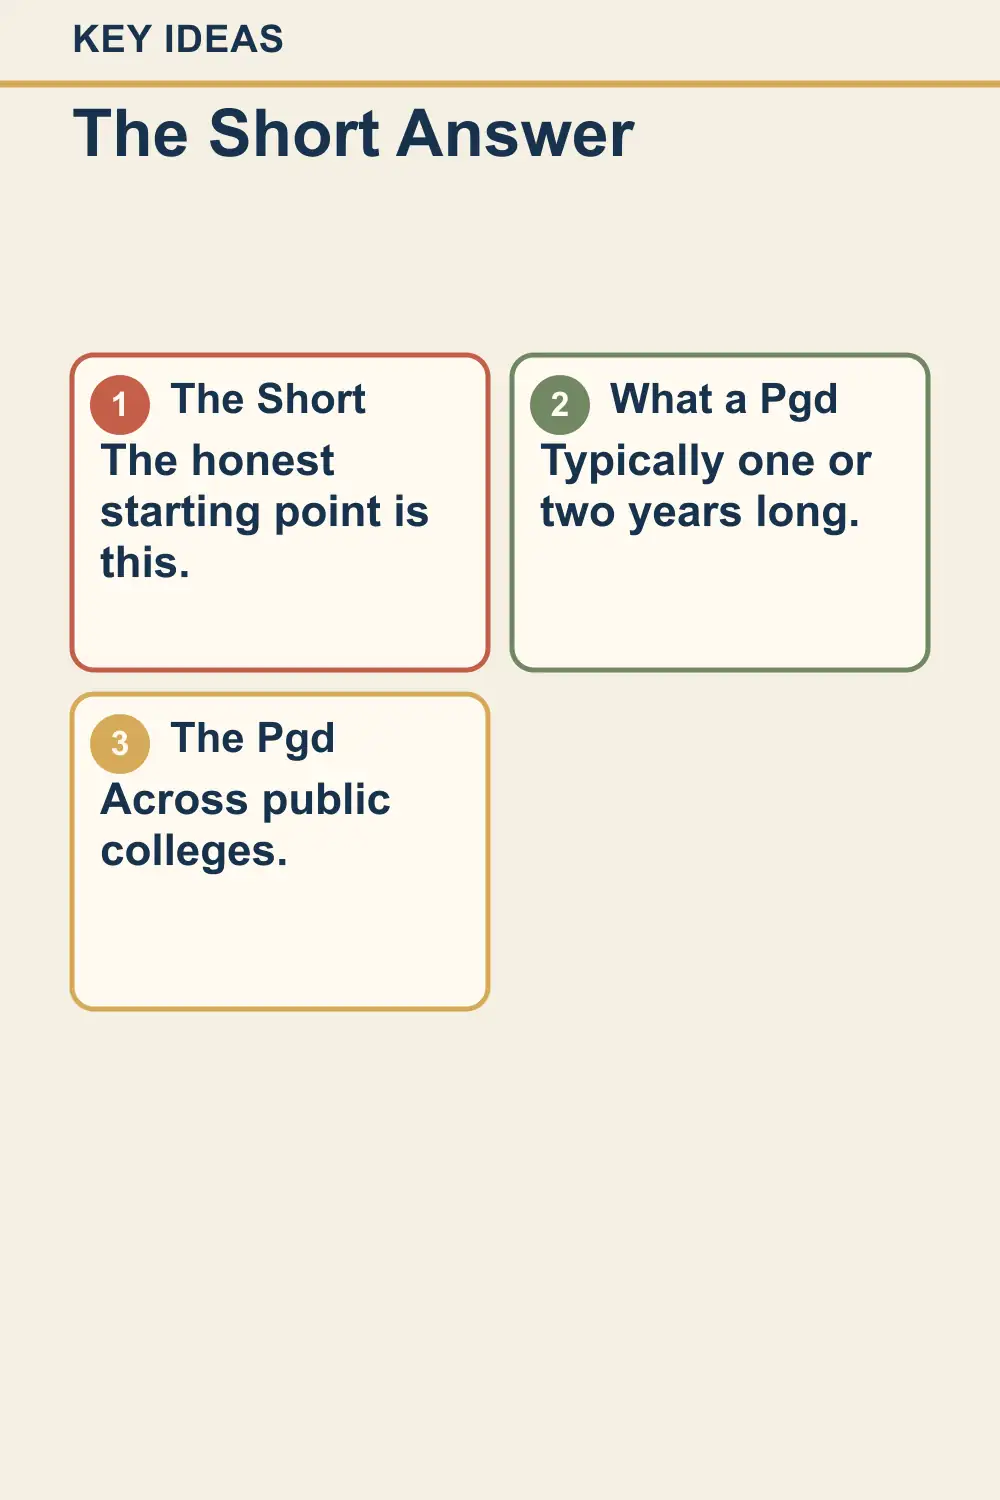 KEY IDEAS
The Short Answer
1 The Short
The honest
starting point is
this.
2 What a Pgd
Typically one or
two years long.
3 The Pgd
Across public
colleges.